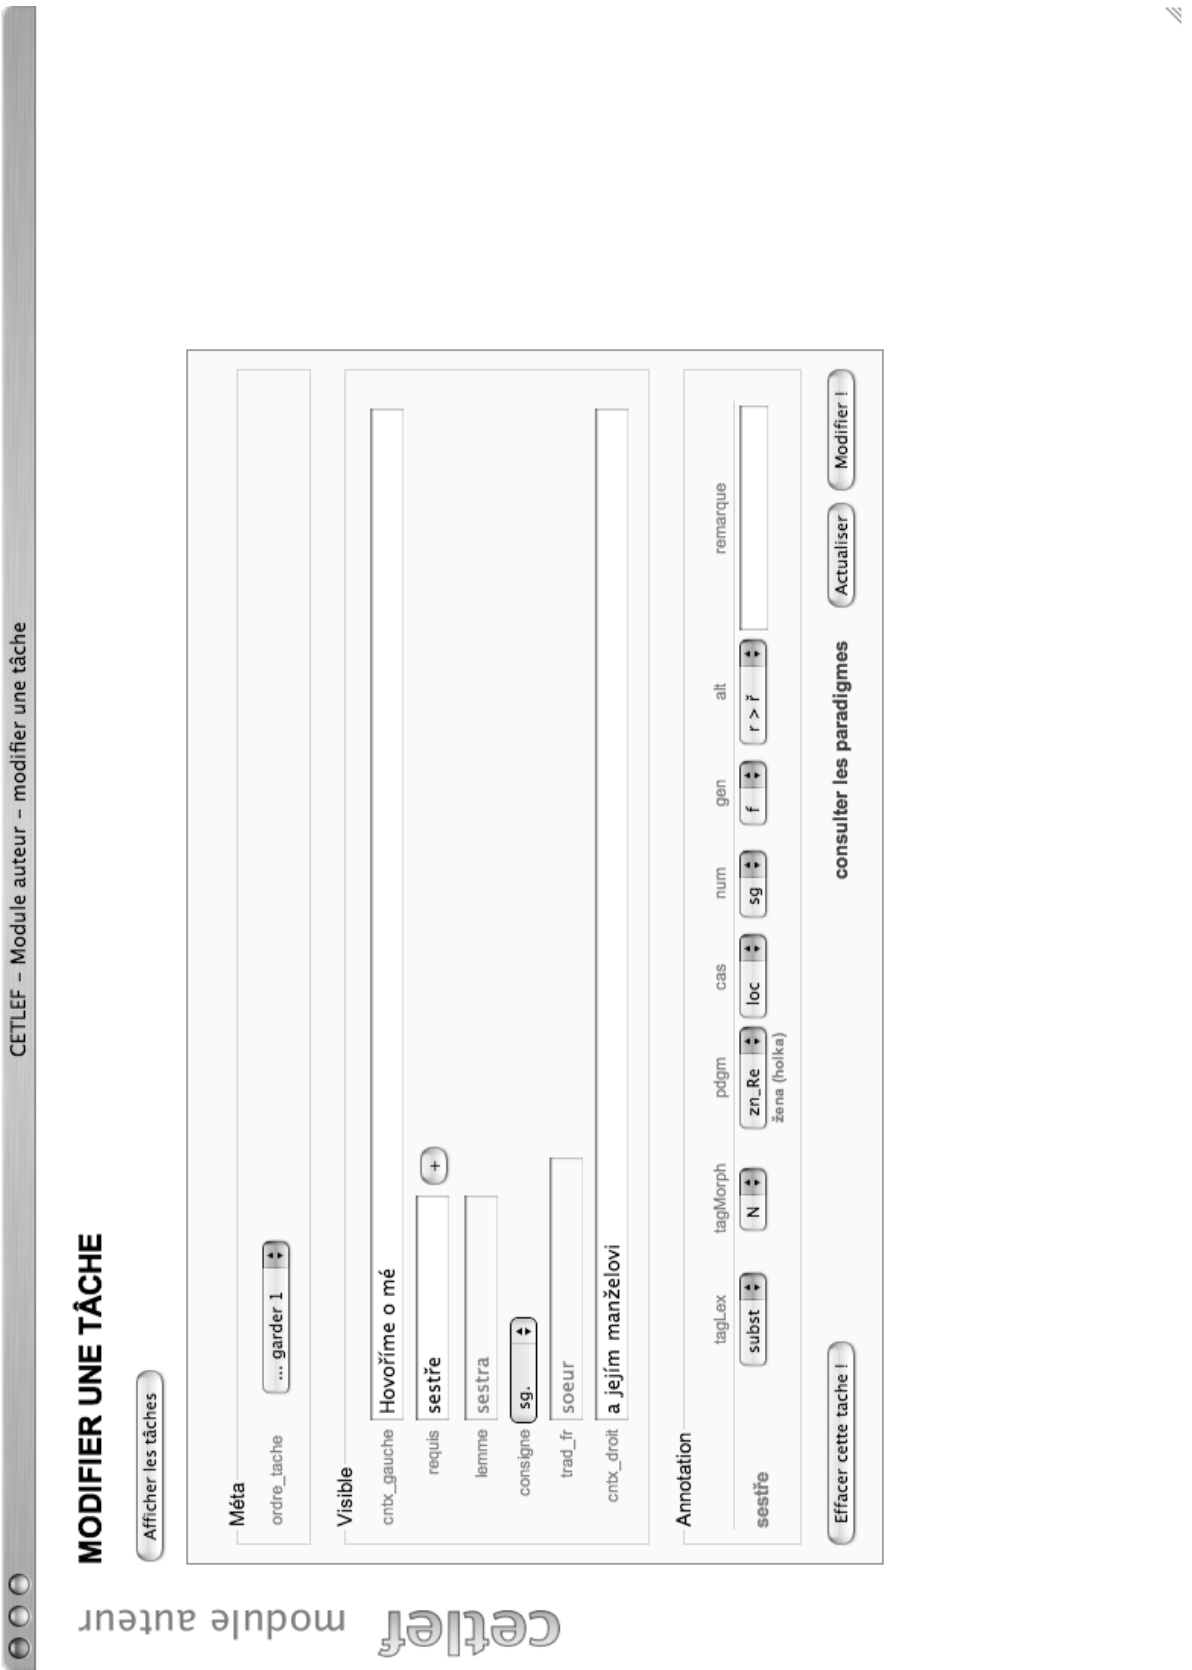 CETLEF – Module auteur – modifier une tâche
cetlef
module auteur
MODIFIER UNE TÂCHE
Afficher les tâches
Méta
ordre_tache ... garder 1
Visible
cntx_gauche Hovoříme o mé
requis sestře +
lemme sestra
consigne sg.
trad_fr soeur
cntx_droit a jejím manželovi
Annotation
tagLex tagMorph pdgm cas num gen alt remarque
sestře subst N zn_Re loc sg f r > ř
žena (holka)
Effacer cette tache ! consulter les paradigmes Actualiser Modifier !